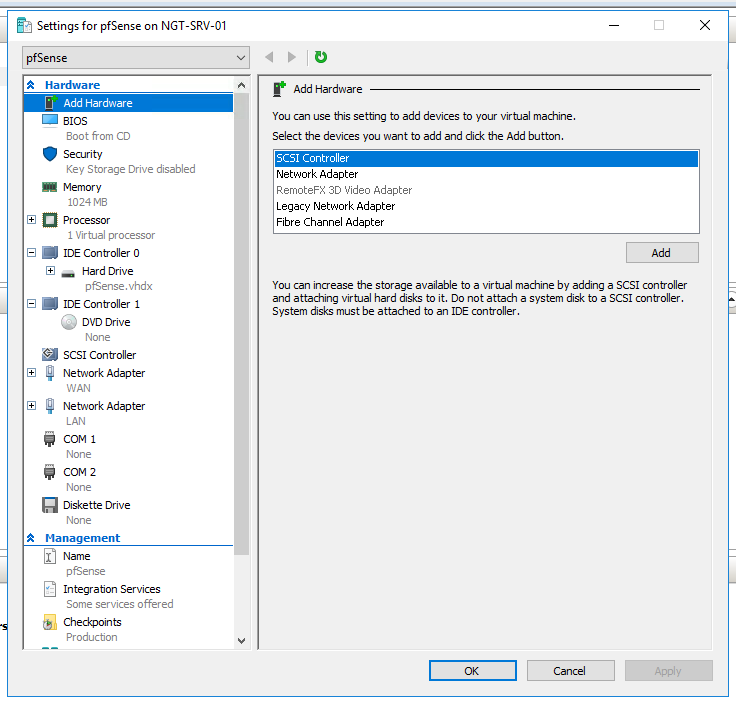 Settings for pfSense on NGT-SRV-01
pfSense
Hardware
Add Hardware
BIOS
Boot from CD
Security
Key Storage Drive disabled
Memory
1024 MB
Processor
1 Virtual processor
IDE Controller 0
Hard Drive
pfSense.vhdx
IDE Controller 1
DVD Drive
None
SCSI Controller
Network Adapter
WAN
Network Adapter
LAN
COM 1
None
COM 2
None
Diskette Drive
None
Management
Name
pfSense
Integration Services
Some services offered
Checkpoints
Production
Add Hardware
You can use this setting to add devices to your virtual machine.
Select the devices you want to add and click the Add button.
SCSI Controller
Network Adapter
RemoteFX 3D Video Adapter
Legacy Network Adapter
Fibre Channel Adapter
Add
You can increase the storage available to a virtual machine by adding a SCSI controller
and attaching virtual hard disks to it. Do not attach a system disk to a SCSI controller.
System disks must be attached to an IDE controller.
OK
Cancel
Apply